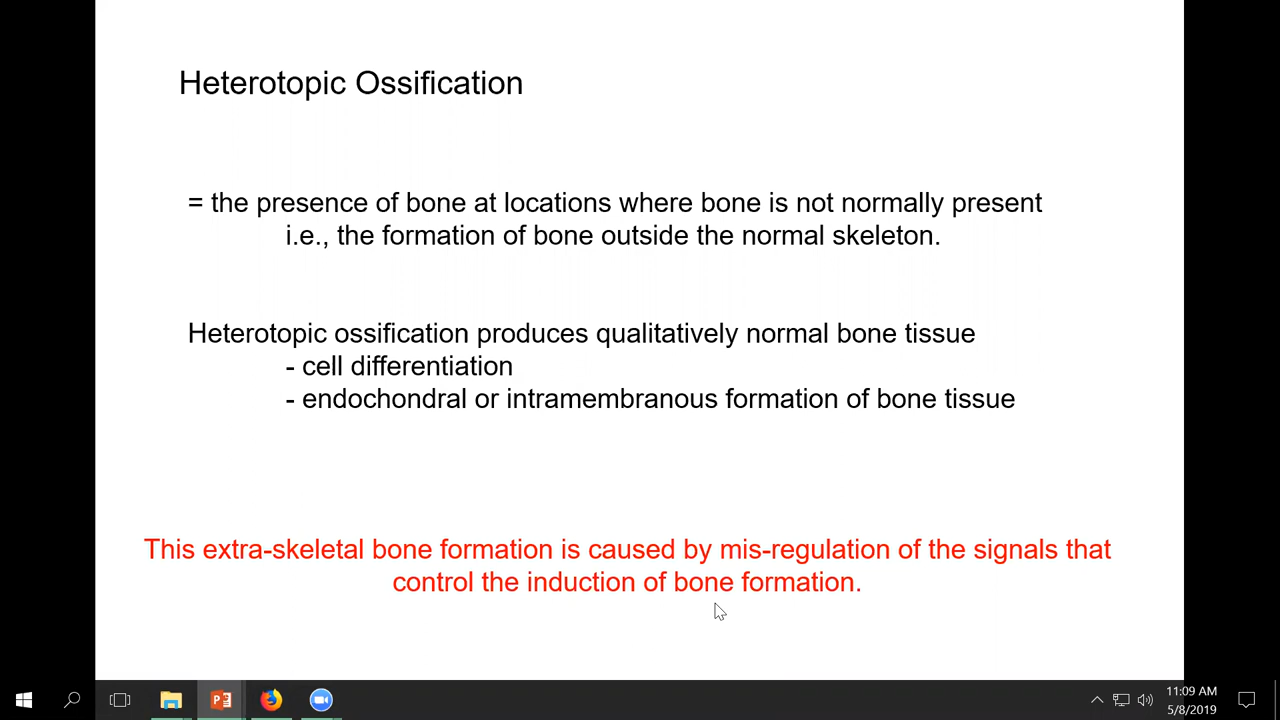 Heterotopic Ossification
= the presence of bone at locations where bone is not normally present
i.e., the formation of bone outside the normal skeleton.
Heterotopic ossification produces qualitatively normal bone tissue
- cell differentiation
- endochondral or intramembranous formation of bone tissue
This extra-skeletal bone formation is caused by mis-regulation of the signals that
control the induction of bone formation.
11:09 AM
5/8/2019